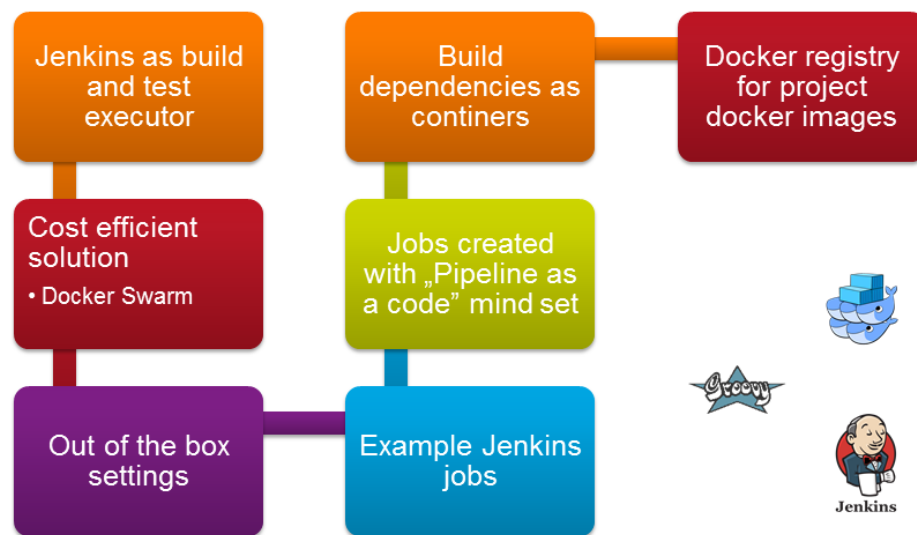 Jenkins as build
and test
executor
Cost efficient
solution
• Docker Swarm
Out of the box
settings
Example Jenkins
jobs
Jobs created
with „Pipeline as
a code” mind set
Build
dependencies as
continers
Docker registry
for project
docker images
Groovy
Jenkins